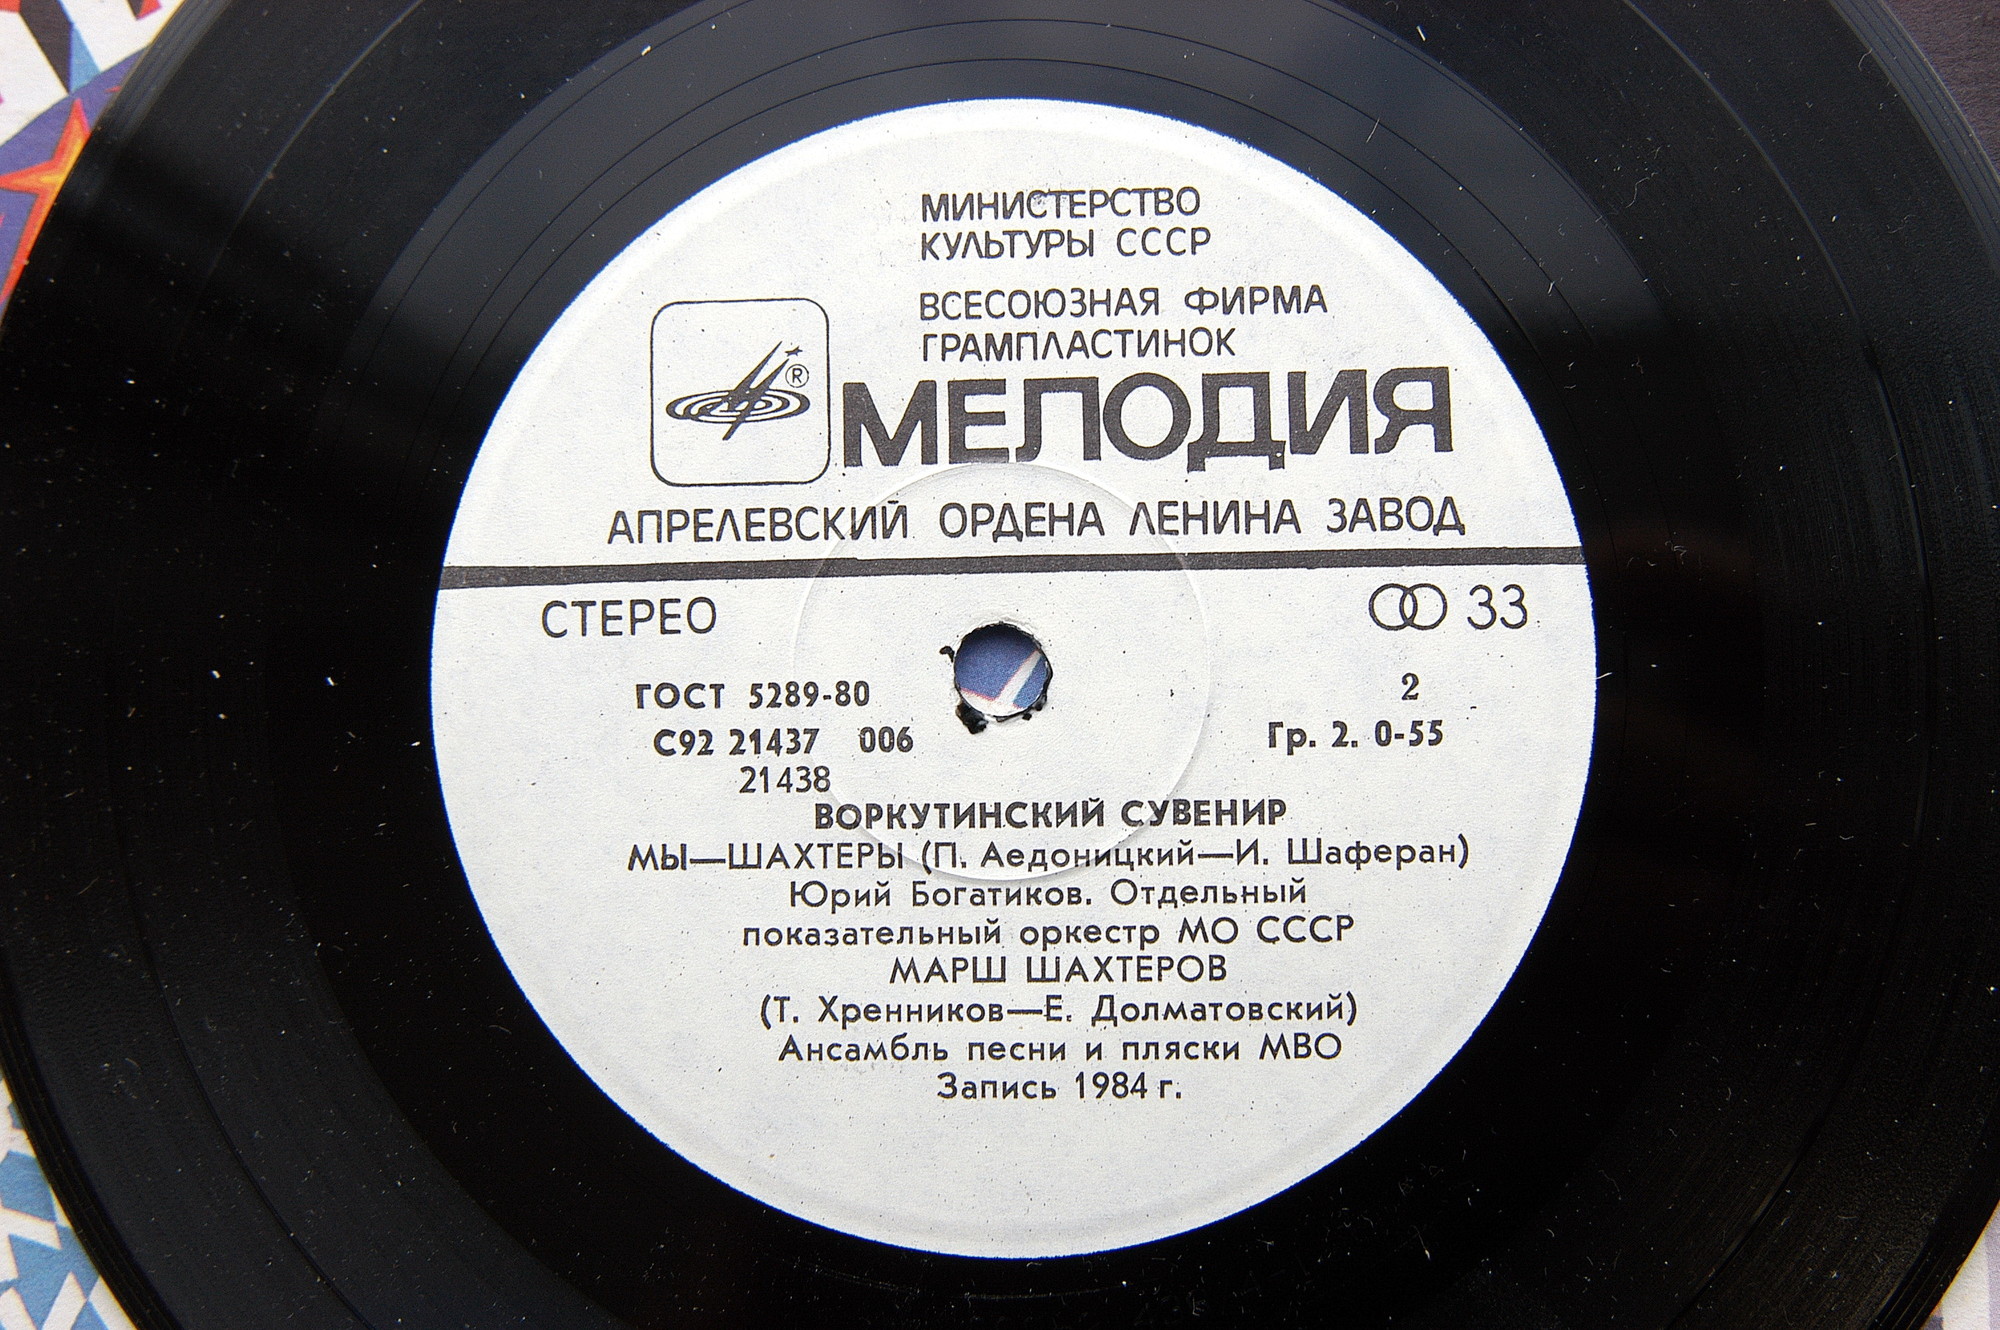 МИНИСТЕРСТВО
КУЛЬТУРЫ СССР
ВСЕСОЮЗНАЯ ФИРМА
ГРАМПЛАСТИНОК
®
МЕЛОДИЯ
АПРЕЛЕВСКИЙ ОРДЕНА ЛЕНИНА ЗАВОД
СТЕРЕО
33
ГОСТ 5289-80
2
С92 21437 006
Гр. 2. 0-55
21438
ВОРКУТИНСКИЙ СУВЕНИР
МЫ—ШАХТЕРЫ (П. Аедоницкий—И. Шаферан)
Юрий Богатиков. Отдельный
показательный оркестр МО СССР
МАРШ ШАХТЕРОВ
(Т. Хренников—Е. Долматовский)
Ансамбль песни и пляски МВО
Запись 1984 г.